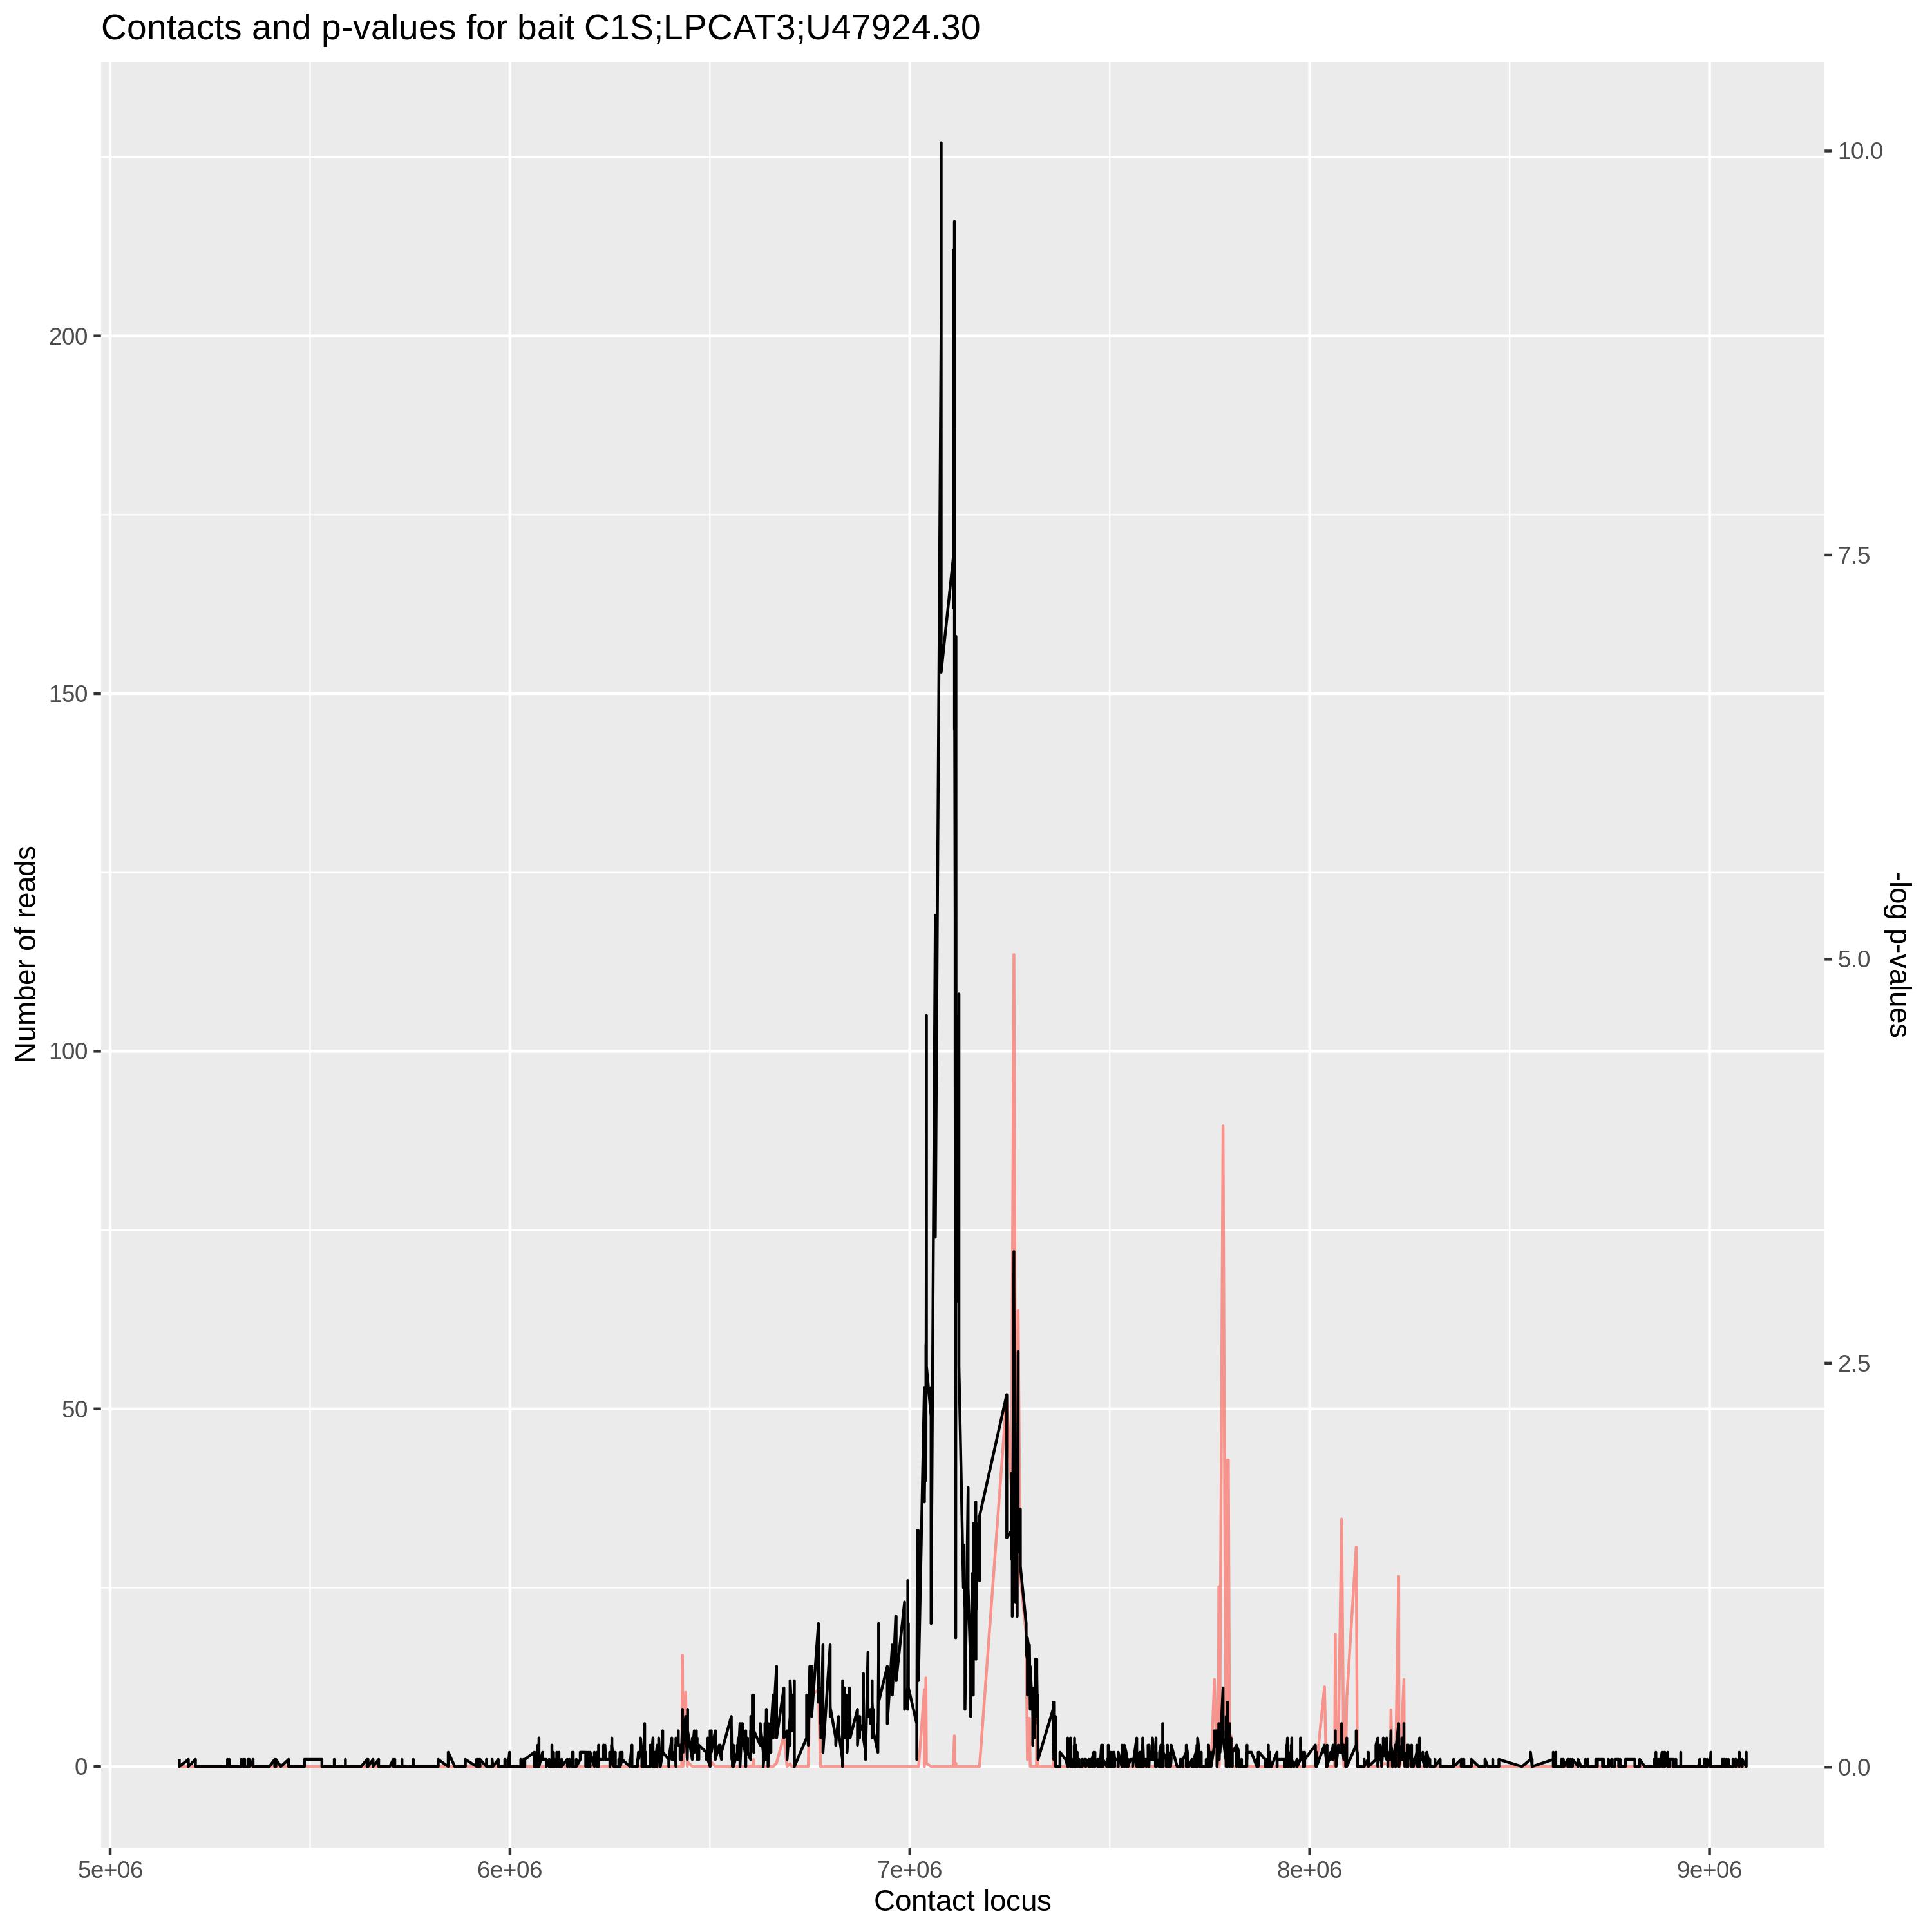 Contacts and p-values for bait C1S;LPCAT3;U47924.30
Number of reads
200
150
100
50
0
10.0
7.5
5.0
2.5
0.0
-log p-values
5e+06 6e+06 7e+06 8e+06 9e+06
Contact locus